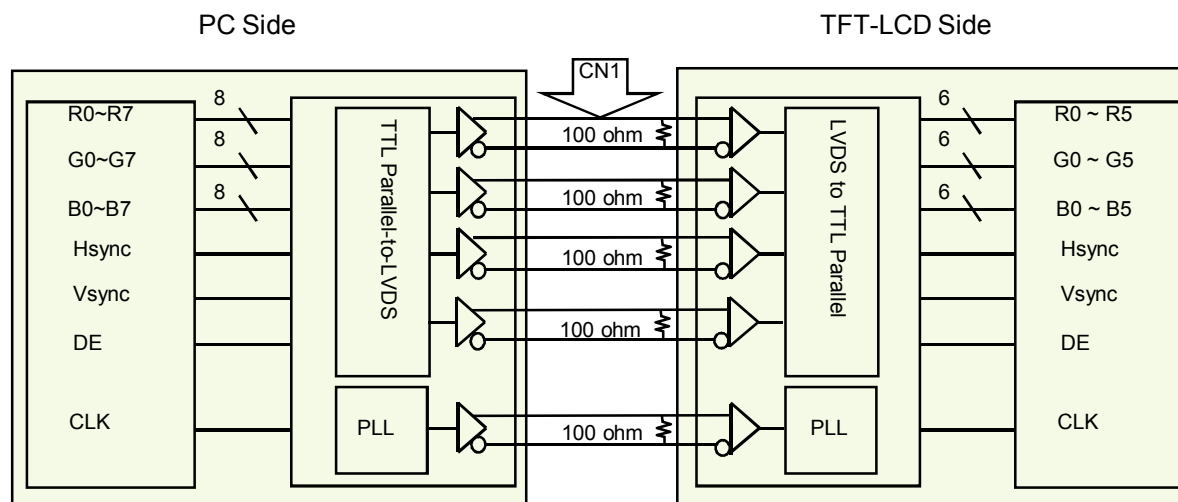 PC Side
TFT-LCD Side
CN1
R0~R7
8
G0~G7
8
B0~B7
8
Hsync
Vsync
DE
CLK
TTL Parallel-to-LVDS
PLL
100 ohm
100 ohm
100 ohm
100 ohm
100 ohm
LVDS to TTL Parallel
PLL
6
R0 ~ R5
6
G0 ~ G5
6
B0 ~ B5
Hsync
Vsync
DE
CLK